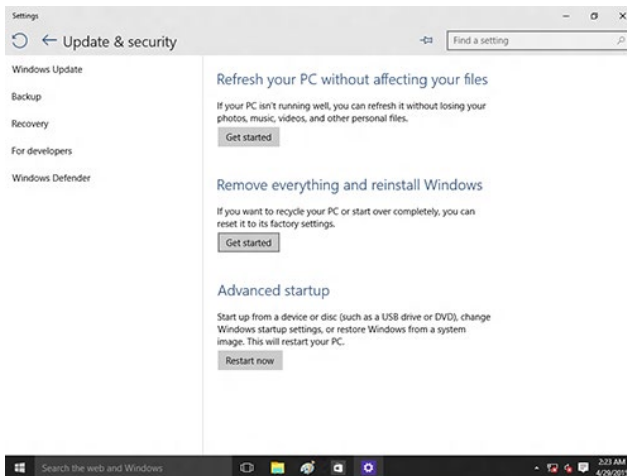 Settings
Update & security
Find a setting
Windows Update
Backup
Recovery
For developers
Windows Defender
Refresh your PC without affecting your files
If your PC isn't running well, you can refresh it without losing your
photos, music, videos, and other personal files.
Get started
Remove everything and reinstall Windows
If you want to recycle your PC or start over completely, you can
reset it to its factory settings.
Get started
Advanced startup
Start up from a device or disc (such as a USB drive or DVD), change
Windows startup settings, or restore Windows from a system
image. This will restart your PC.
Restart now
Search the web and Windows
2:23 AM
4/29/2015